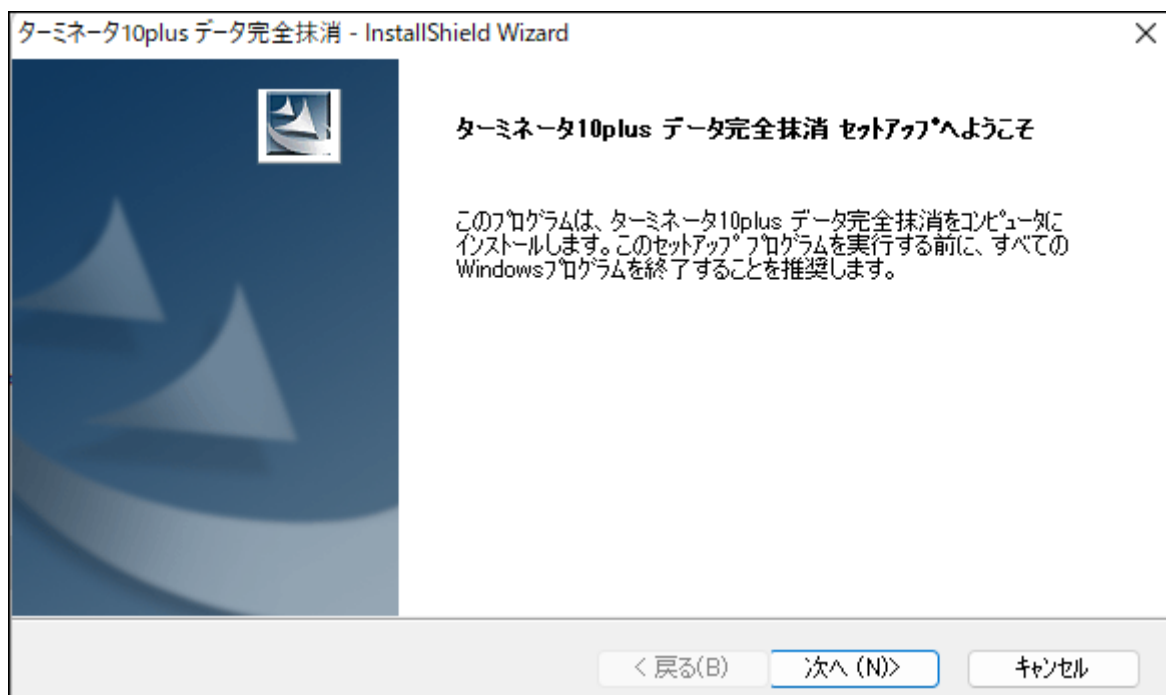 ターミネータ10plus データ完全抹消 - InstallShield Wizard
ターミネータ10plus データ完全抹消 ｾｯﾄｱｯﾌﾟへようこそ
このﾌﾟﾛｸﾞﾗﾑは、ターミネータ10plus データ完全抹消をｺﾝﾋﾟｭｰﾀに
インストールします。このｾｯﾄｱｯﾌﾟ ﾌﾟﾛｸﾞﾗﾑを実行する前に、すべての
Windowsﾌﾟﾛｸﾞﾗﾑを終了することを推奨します。
< 戻る(B)
次へ (N)>
ｷｬﾝｾﾙ